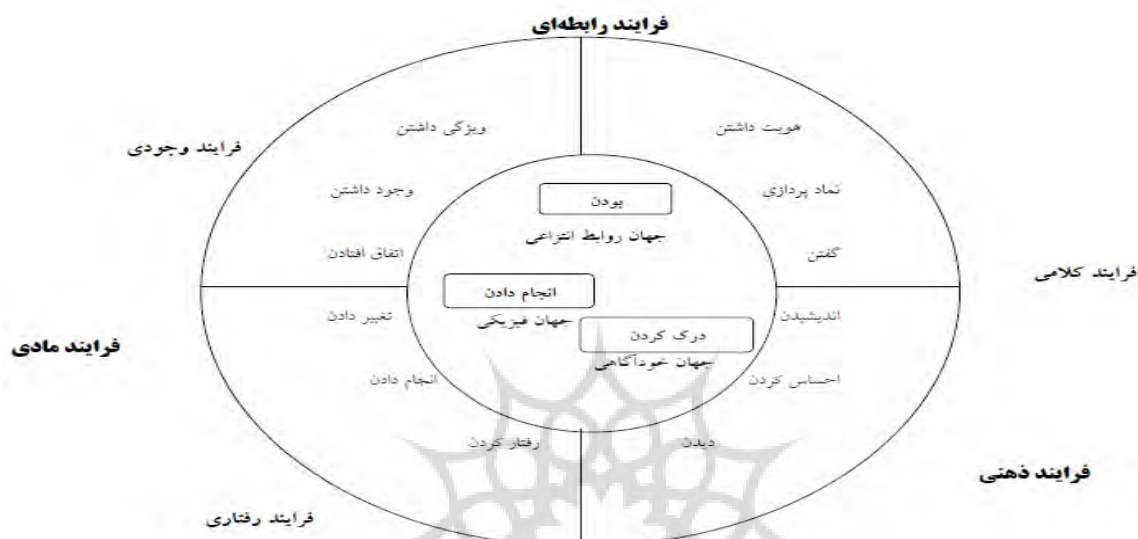 فرایند رابطه‌ای
هویت داشتن
ویژگی داشتن
فرایند وجودی
نماد پردازی
بودن
وجود داشتن
جهان روابط انتزاعی
گفتن
اتفاق افتادن
فرایند کلامی
انجام دادن
اندیشیدن
جهان فیزیکی
تغییر دادن
درک کردن
فرایند مادی
جهان خودآگاهی
احساس کردن
انجام دادن
دیدن
رفتار کردن
فرایند ذهنی
فرایند رفتاری